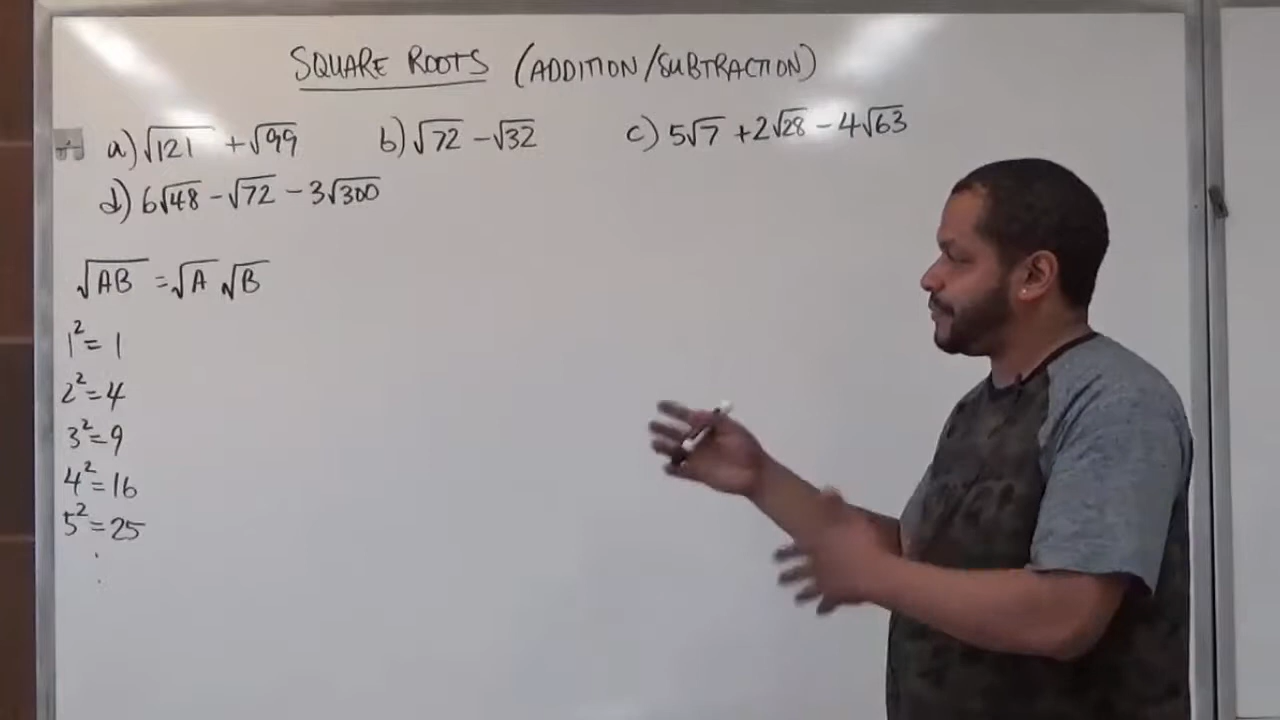 SQUARE ROOTS (ADDITION/SUBTRACTION)
a) √121 + √99 b) √72 - √32 c) 5√7 + 2√28 - 4√63
d) 6√48 - √72 - 3√300
√AB = √A √B
1² = 1
2² = 4
3² = 9
4² = 16
5² = 25